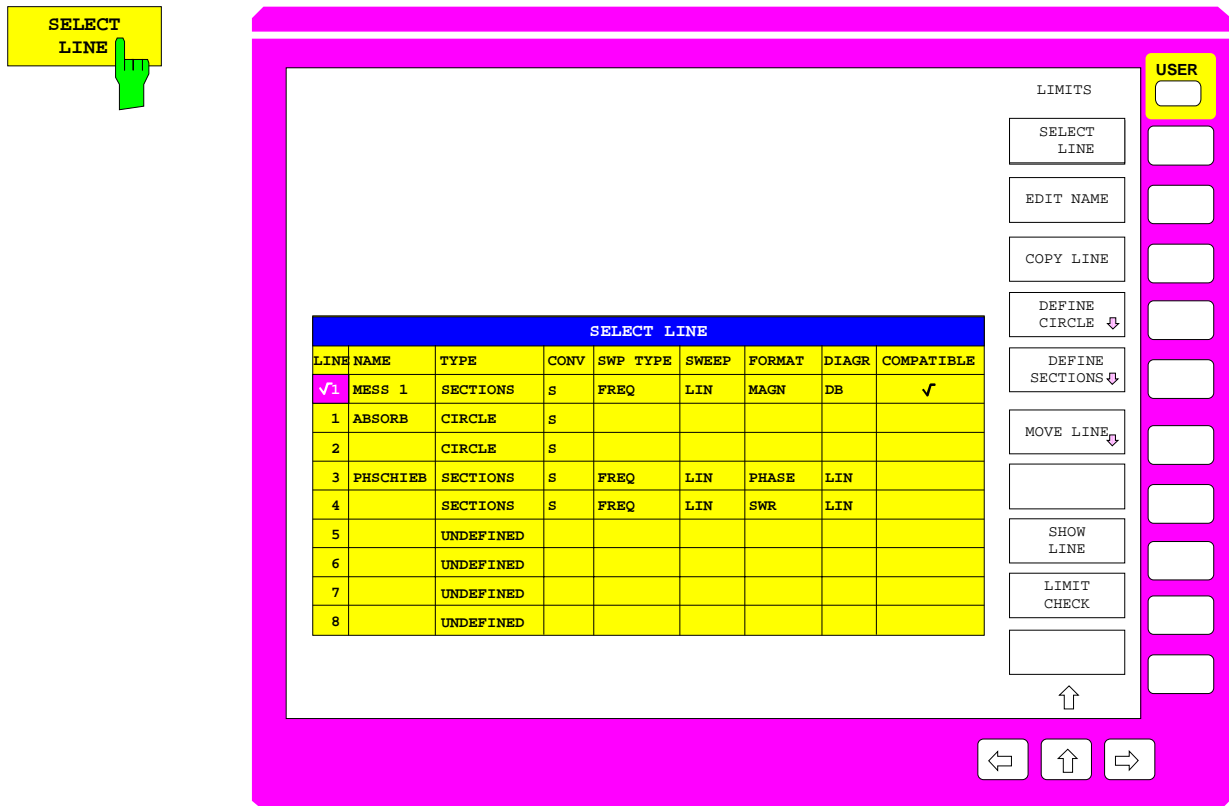 SELECT
LINE
USER
LIMITS
SELECT
LINE
EDIT NAME
COPY LINE
DEFINE
CIRCLE
DEFINE
SECTIONS
MOVE LINE
SHOW
LINE
LIMIT
CHECK
SELECT LINE
LINE NAME TYPE CONV SWP TYPE SWEEP FORMAT DIAGR COMPATIBLE
√1 MESS 1 SECTIONS S FREQ LIN MAGN DB √
1 ABSORB CIRCLE S
2 CIRCLE S
3 PHSCHIEB SECTIONS S FREQ LIN PHASE LIN
4 SECTIONS S FREQ LIN SWR LIN
5 UNDEFINED
6 UNDEFINED
7 UNDEFINED
8 UNDEFINED